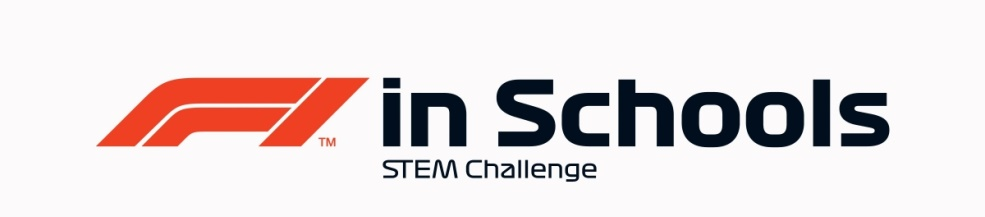 F1™ in Schools
STEM Challenge